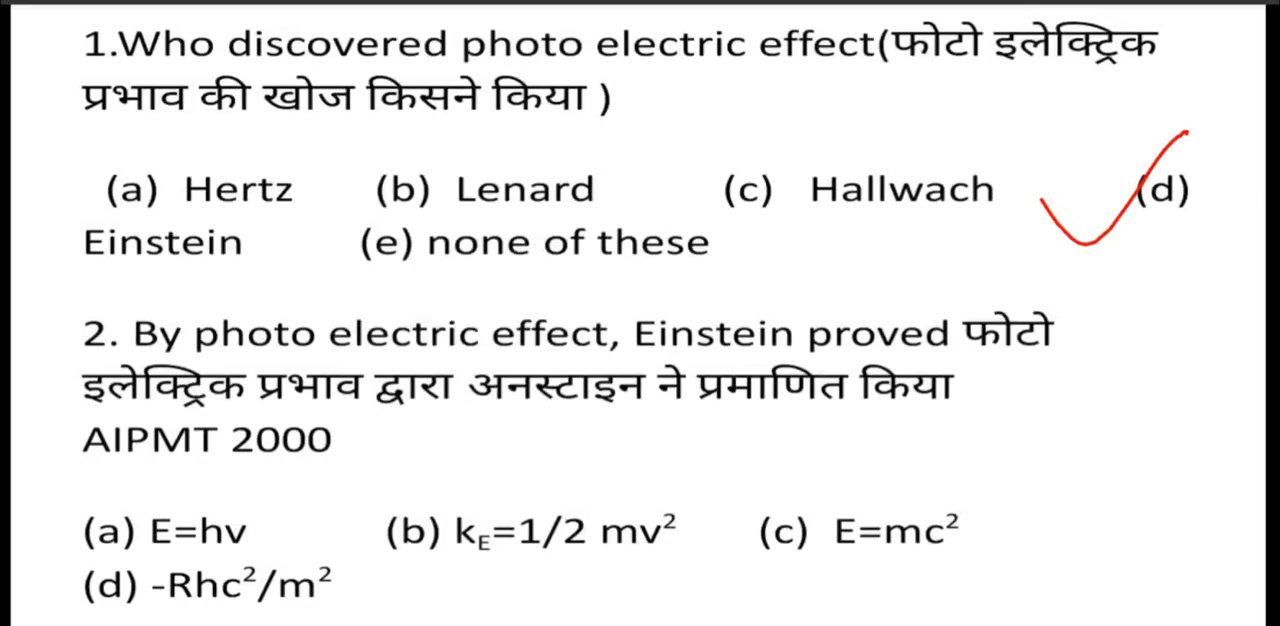 1.Who discovered photo electric effect(फोटो इलेक्ट्रिक
प्रभाव की खोज किसने किया )
(a) Hertz (b) Lenard (c) Hallwach (d)
Einstein (e) none of these
2. By photo electric effect, Einstein proved फोटो
इलेक्ट्रिक प्रभाव द्वारा अनस्टाइन ने प्रमाणित किया
AIPMT 2000
(a) E=hv (b) k_E=1/2 mv² (c) E=mc²
(d) -Rhc²/m²